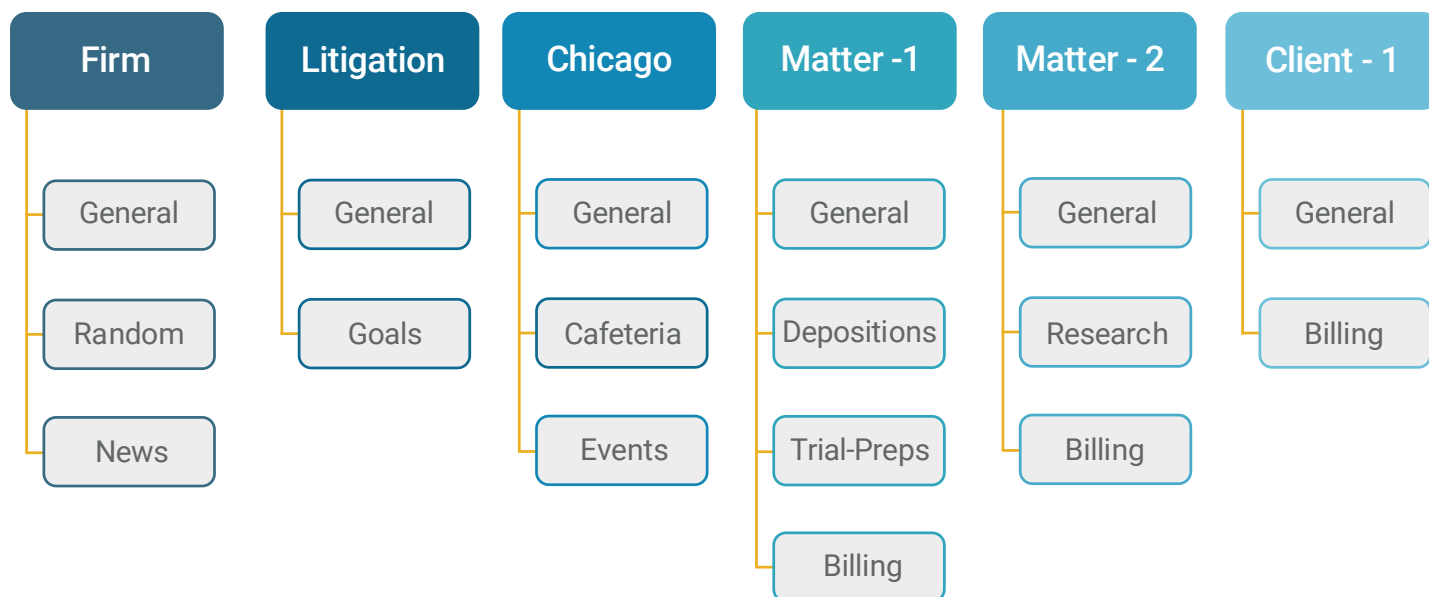 Firm
Litigation
Chicago
Matter -1
Matter - 2
Client - 1
General
General
General
General
General
General
Random
Goals
Cafeteria
Depositions
Research
Billing
News
Events
Trial-Preps
Billing
Billing